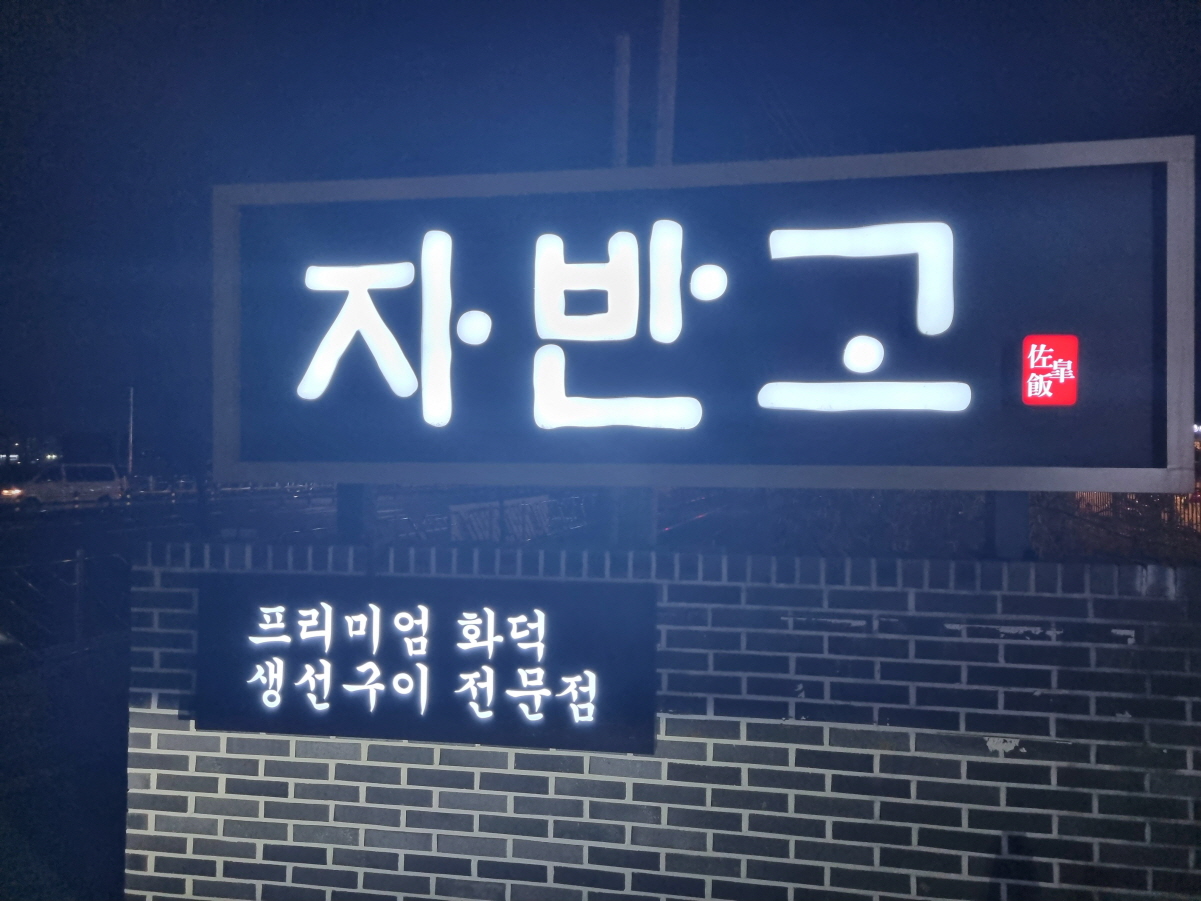 자반고
佐飯皐
프리미엄 화덕
생선구이 전문점